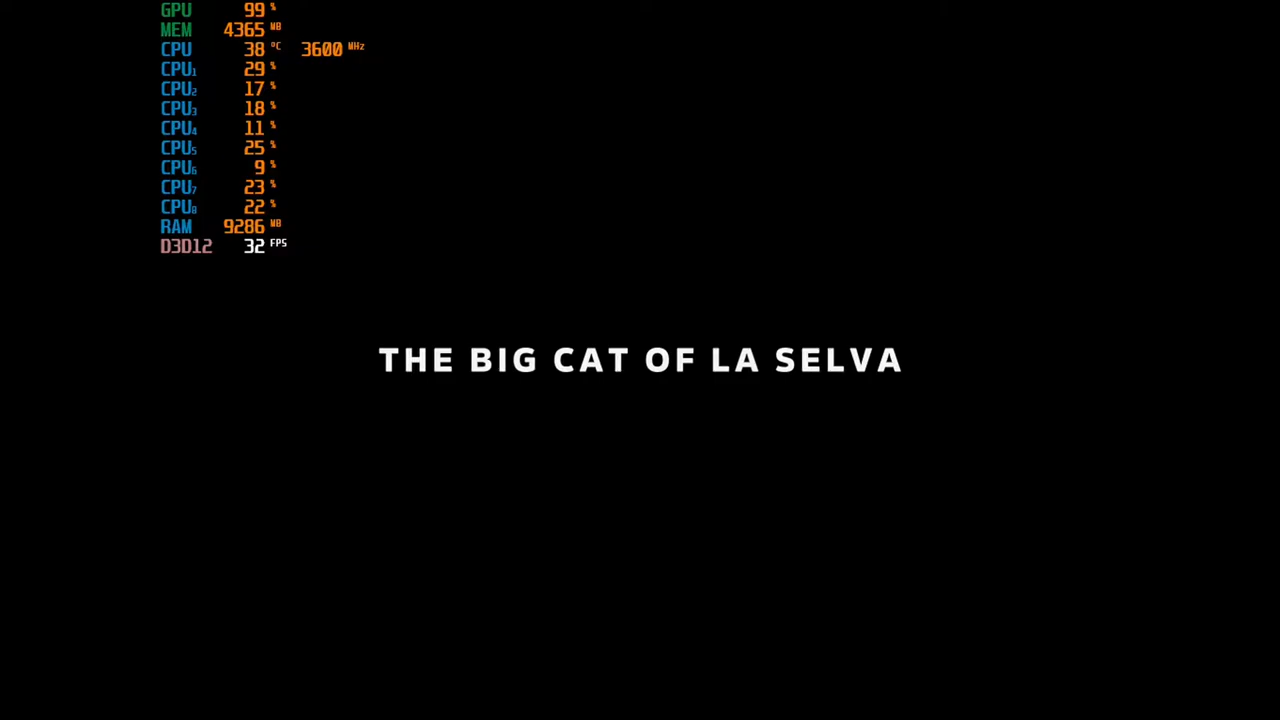 GPU 99 %
MEM 4365 MB
CPU 38 °C 3600 MHz
CPU1 29 %
CPU2 17 %
CPU3 18 %
CPU4 11 %
CPU5 25 %
CPU6 9 %
CPU7 23 %
CPU8 22 %
RAM 9286 MB
D3D12 32 FPS
THE BIG CAT OF LA SELVA